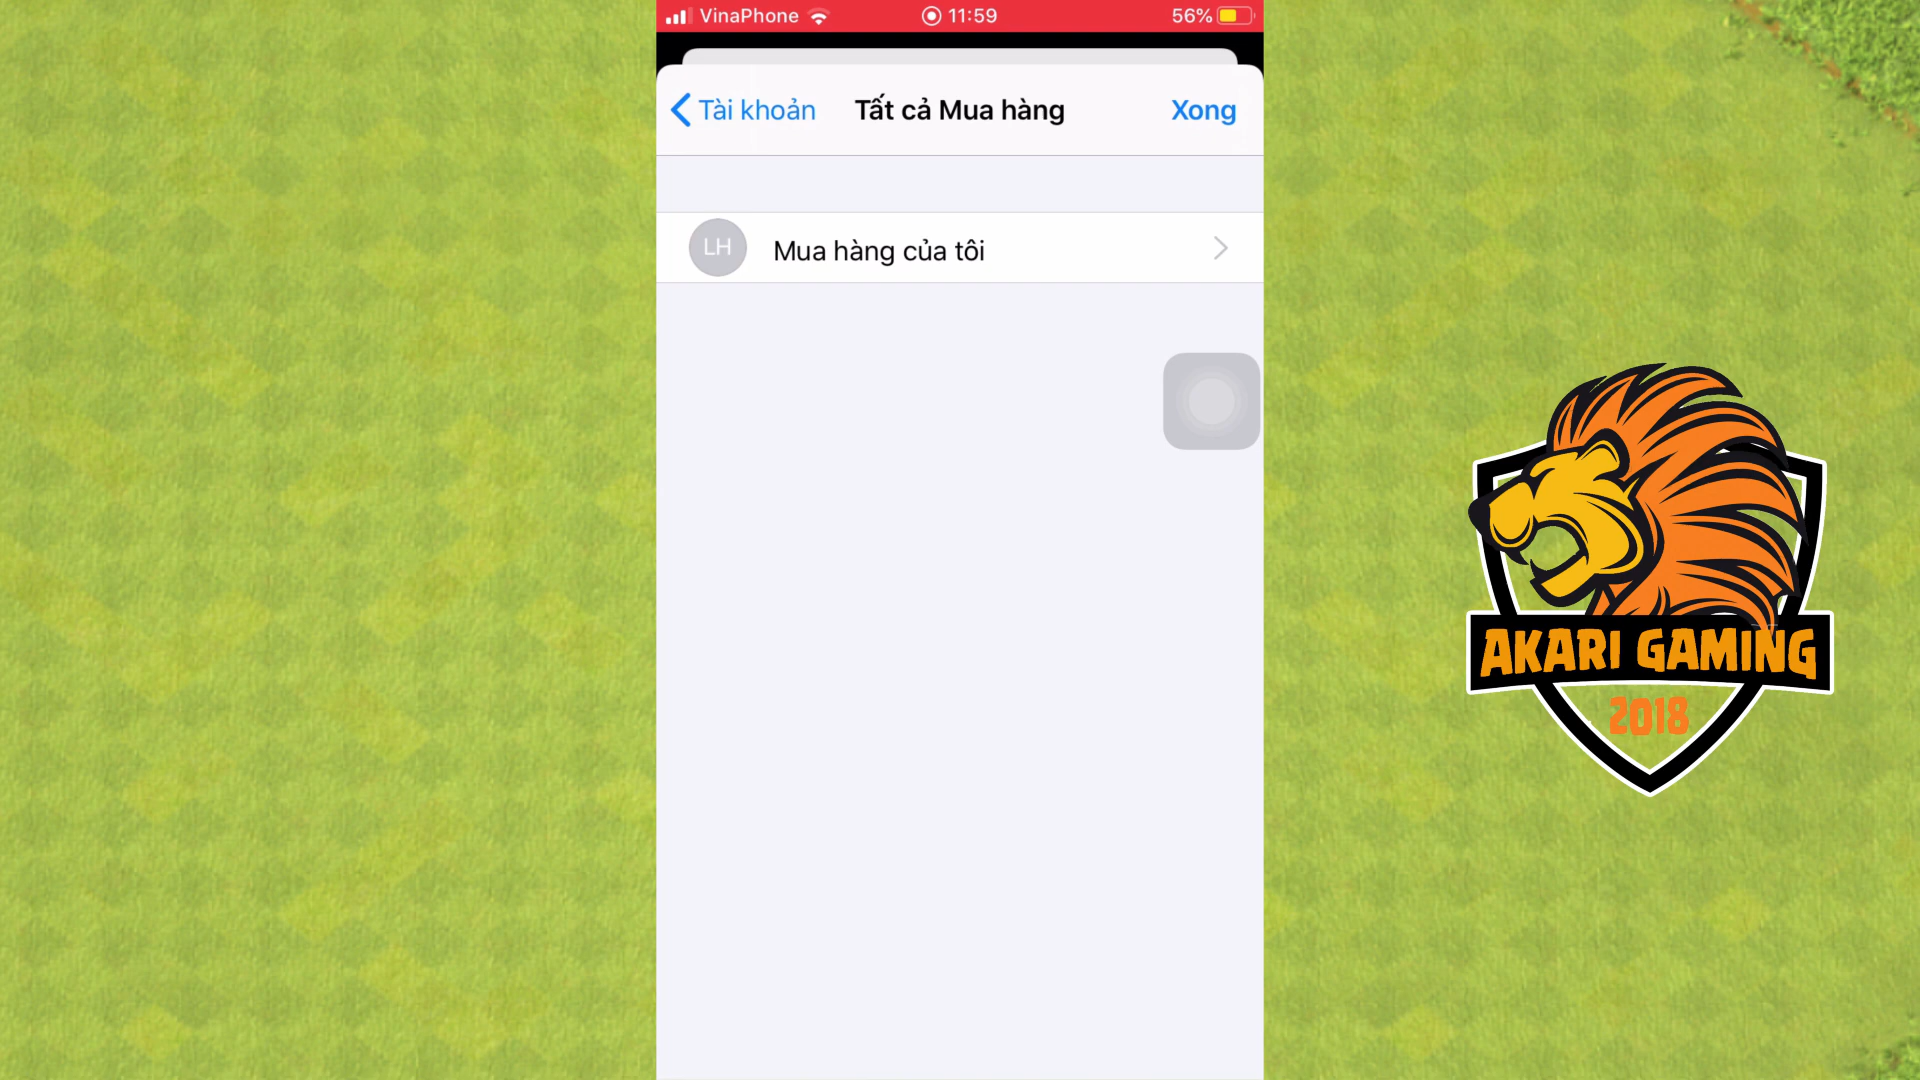 VinaPhone 11:59 56%
Tài khoản Tất cả Mua hàng Xong
LH Mua hàng của tôi
AKARI GAMING
2018